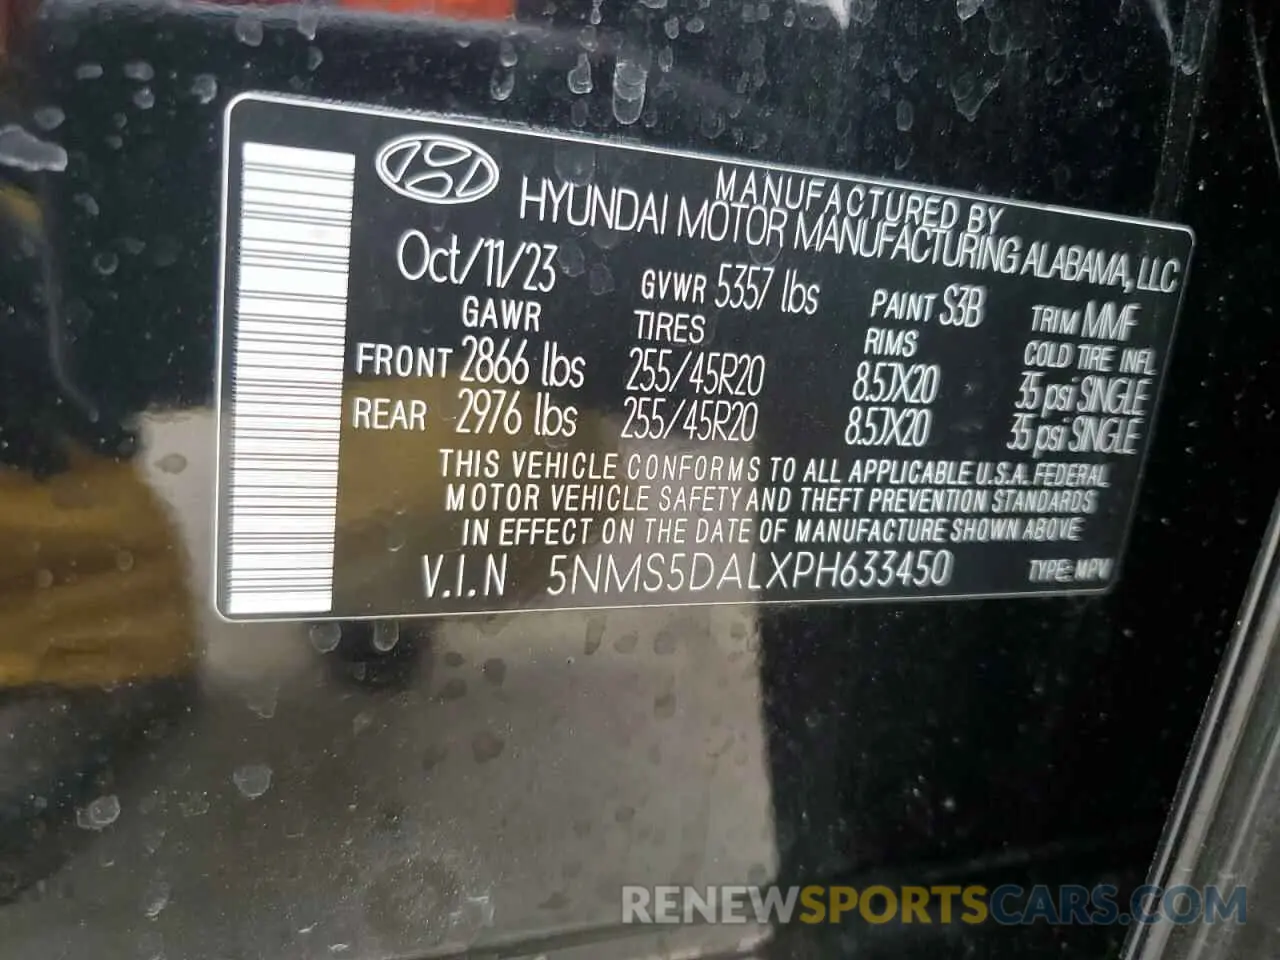 MANUFACTURED BY
HYUNDAI MOTOR MANUFACTURING ALABAMA, LLC
Oct/11/23 GVWR 5357 lbs PAINT S3B TRIM MMF
GAWR TIRES RIMS COLD TIRE INFL
FRONT 2866 lbs 255/45R20 8.5JX20 35 psi SINGLE
REAR 2976 lbs 255/45R20 8.5JX20 35 psi SINGLE
THIS VEHICLE CONFORMS TO ALL APPLICABLE U.S.A. FEDERAL
MOTOR VEHICLE SAFETY AND THEFT PREVENTION STANDARDS
IN EFFECT ON THE DATE OF MANUFACTURE SHOWN ABOVE
V.I.N 5NMS5DALXPH633450 TYPE: MPV
RENEWSPORTSCARS.COM